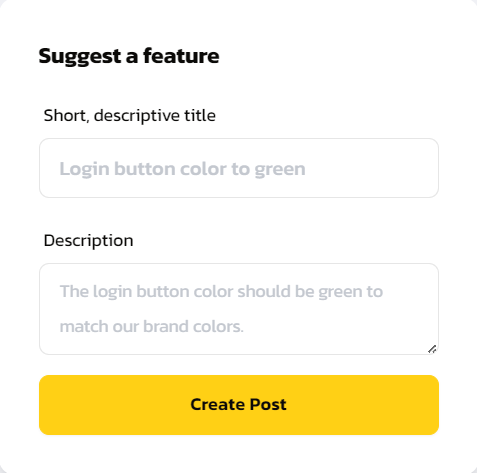 Suggest a feature
Short, descriptive title
Login button color to green
Description
The login button color should be green to
match our brand colors.
Create Post